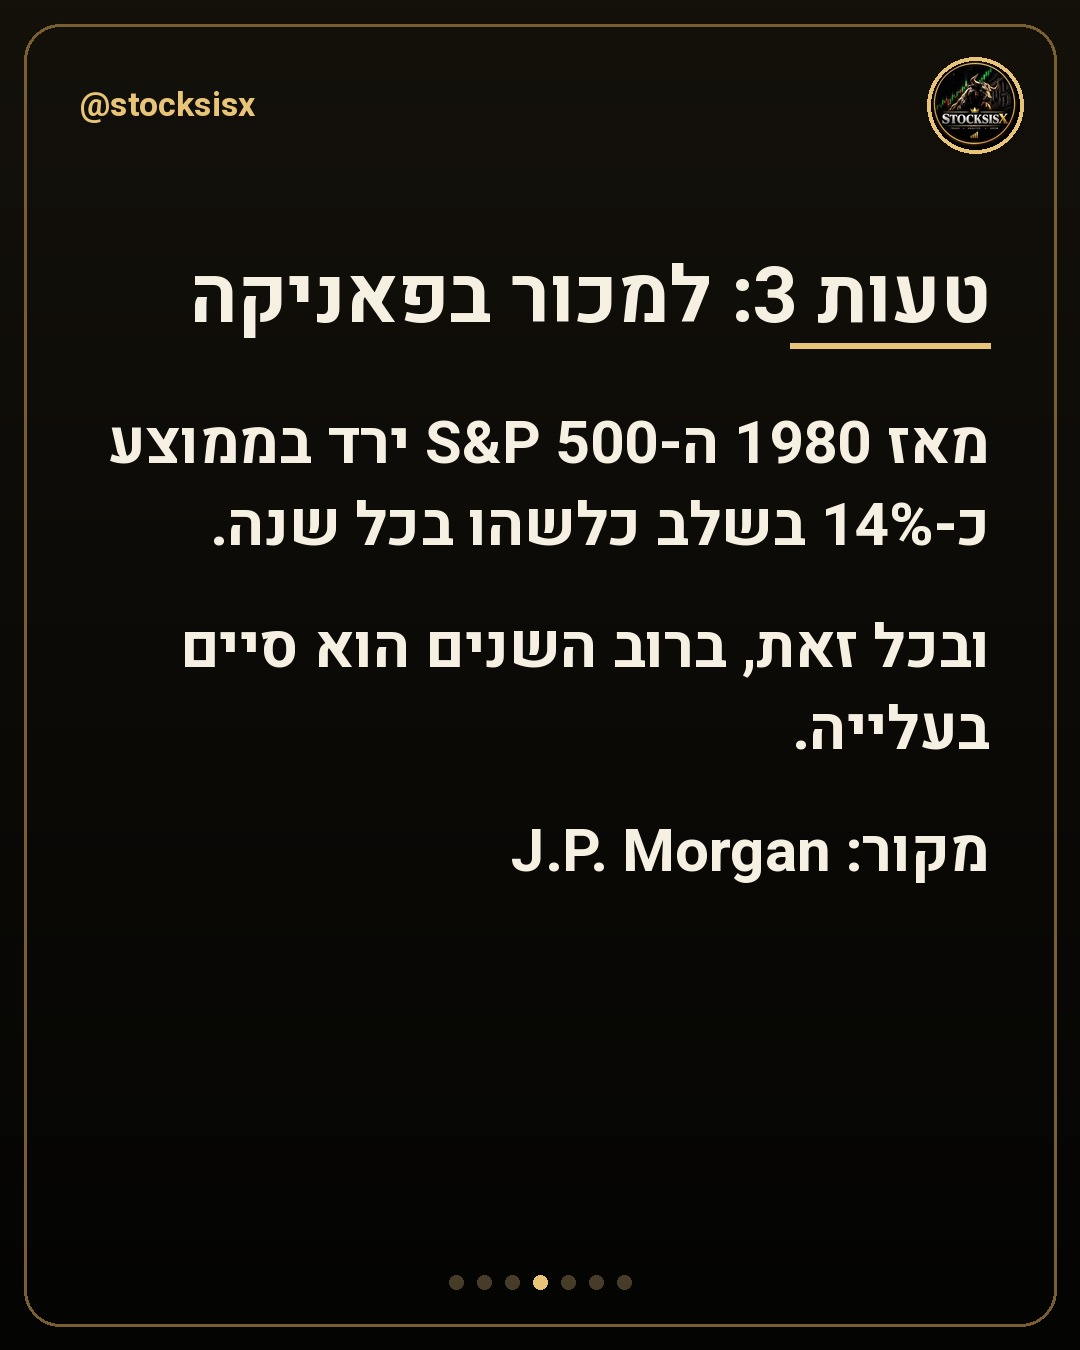 @stocksisx
STOCKSISX
טעות 3: למכור בפאניקה
מאז 1980 ה-S&P 500 ירד בממוצע
כ-14% בשלב כלשהו בכל שנה.
ובכל זאת, ברוב השנים הוא סיים
בעלייה.
מקור: J.P. Morgan